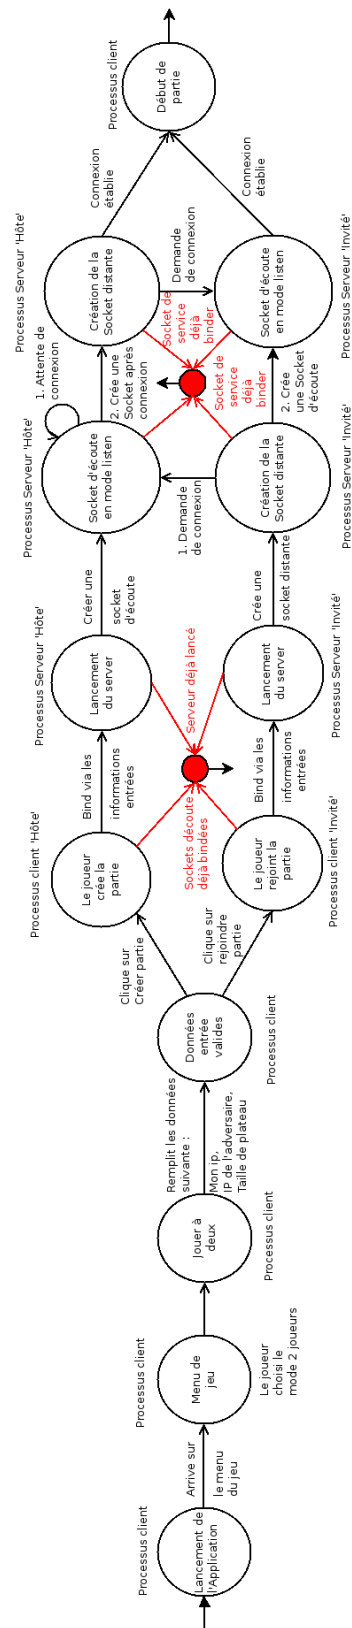 Processus client
Lancement de
l'Application
Arrive sur
le menu
du jeu
Processus client
Menu de
jeu
Le joueur
choisi le
mode 2 joueurs
Jouer à
deux
Processus client
Remplit les données
suivante :
Mon ip,
IP de l'adversaire,
Taille de plateau
Données
entrée
valides
Processus client
Clique sur
Créer partie
Clique sur
rejoindre
partie
Processus client 'Hôte'
Le joueur
crée la
partie
Bind via les
informations
entrées
Processus Serveur 'Hôte'
Lancement
du server
Créer une
socket
d'écoute
Sockets découte
déjà bindées
Serveur déjà lancé
Le joueur
rejoint la
partie
Processus client 'Invité'
Bind via les
informations
entrées
Lancement
du server
Processus Serveur 'Invité'
Crée une
socket distante
Processus Serveur 'Hôte'
Socket d'écoute
en mode listen
1. Attente de
connexion
2. Crée une
Socket après
connexion
1. Demande
de connexion
Création de la
Socket distante
Processus Serveur 'Invité'
2. Crée
une Socket
d'écoute
Processus Serveur 'Hôte'
Création de la
Socket distante
Socket de
service
déjà
binder
Socket de
service
déjà
binder
Demande
de connexion
Socket d'écoute
en mode listen
Processus Serveur 'Invité'
Connexion
établie
Connexion
établie
Processus client
Début de
partie